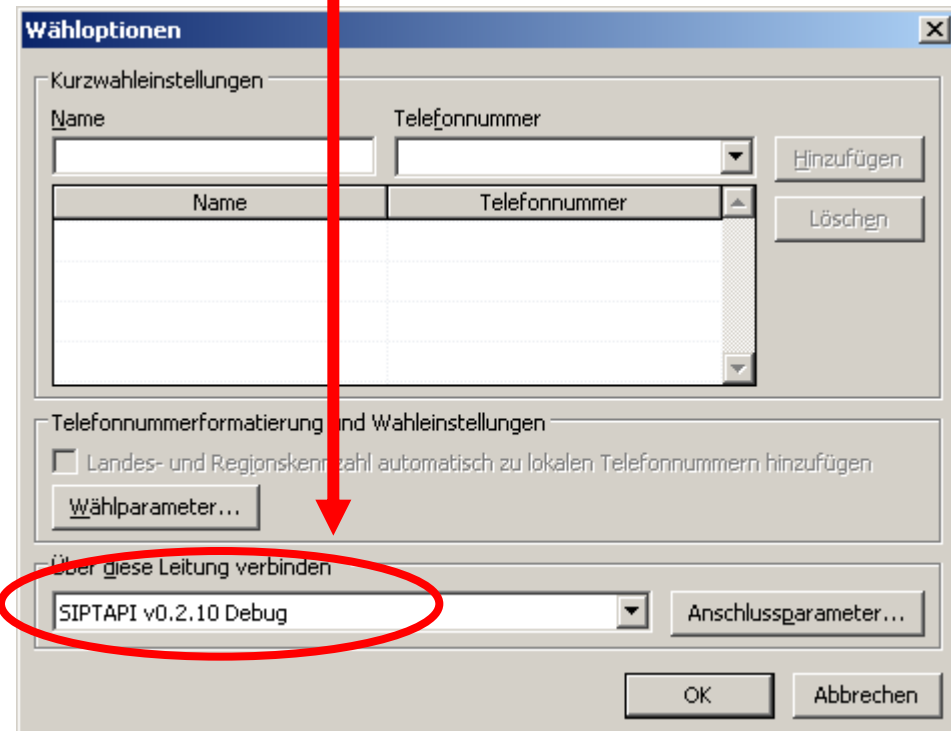 Wähloptionen
Kurzwahleinstellungen
Name Telefonnummer
Hinzufügen
Name Telefonnummer
Löschen
Telefonnummerformatierung und Wahleinstellungen
Landes- und Regionskennzahl automatisch zu lokalen Telefonnummern hinzufügen
Wählparameter...
Über diese Leitung verbinden
SIPTAPI v0.2.10 Debug Anschlussparameter...
OK Abbrechen